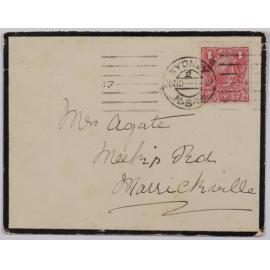 SYDNEY
N.S.W
Mrs Agate
Meeks Rd
Marrickville